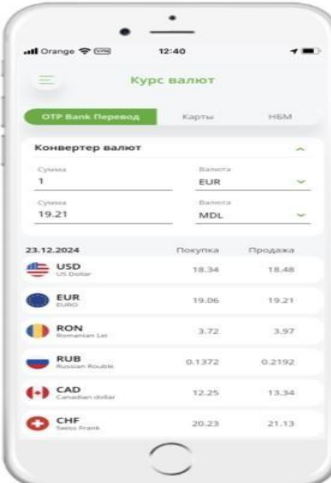 Orange VPN 12:40
Курс валют
OTP Bank Перевод Карты НБМ
Конвертер валют
Сумма Валюта
1 EUR
Сумма Валюта
19.21 MDL
23.12.2024 Покупка Продажа
USD 18.34 18.48
US Dollar
EUR 19.06 19.21
EURO
RON 3.72 3.97
Romanian Lei
RUB 0.1372 0.2192
Russian Rouble
CAD 12.25 13.34
Canadian dollar
CHF 20.23 21.13
Swiss Frank